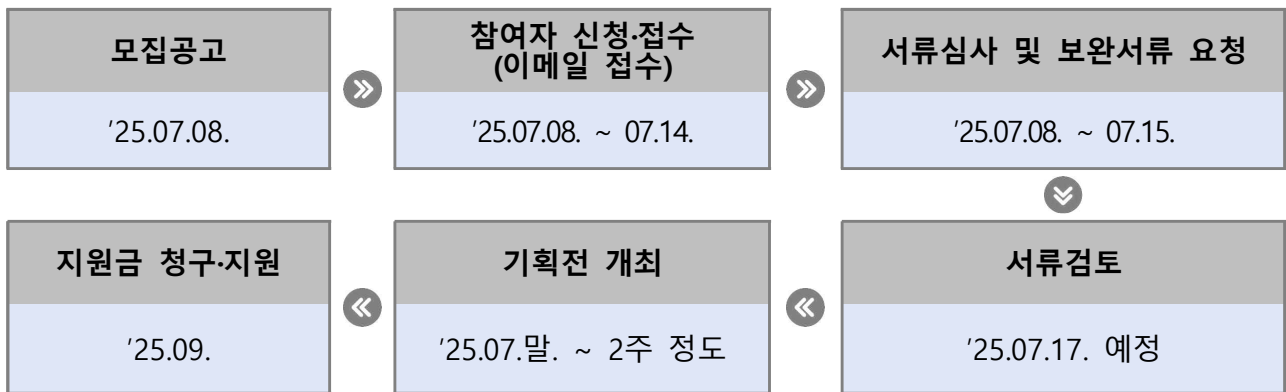 모집공고
'25.07.08.
참여자 신청·접수
(이메일 접수)
'25.07.08. ~ 07.14.
서류심사 및 보완서류 요청
'25.07.08. ~ 07.15.
서류검토
'25.07.17. 예정
기획전 개최
'25.07.말. ~ 2주 정도
지원금 청구·지원
'25.09.